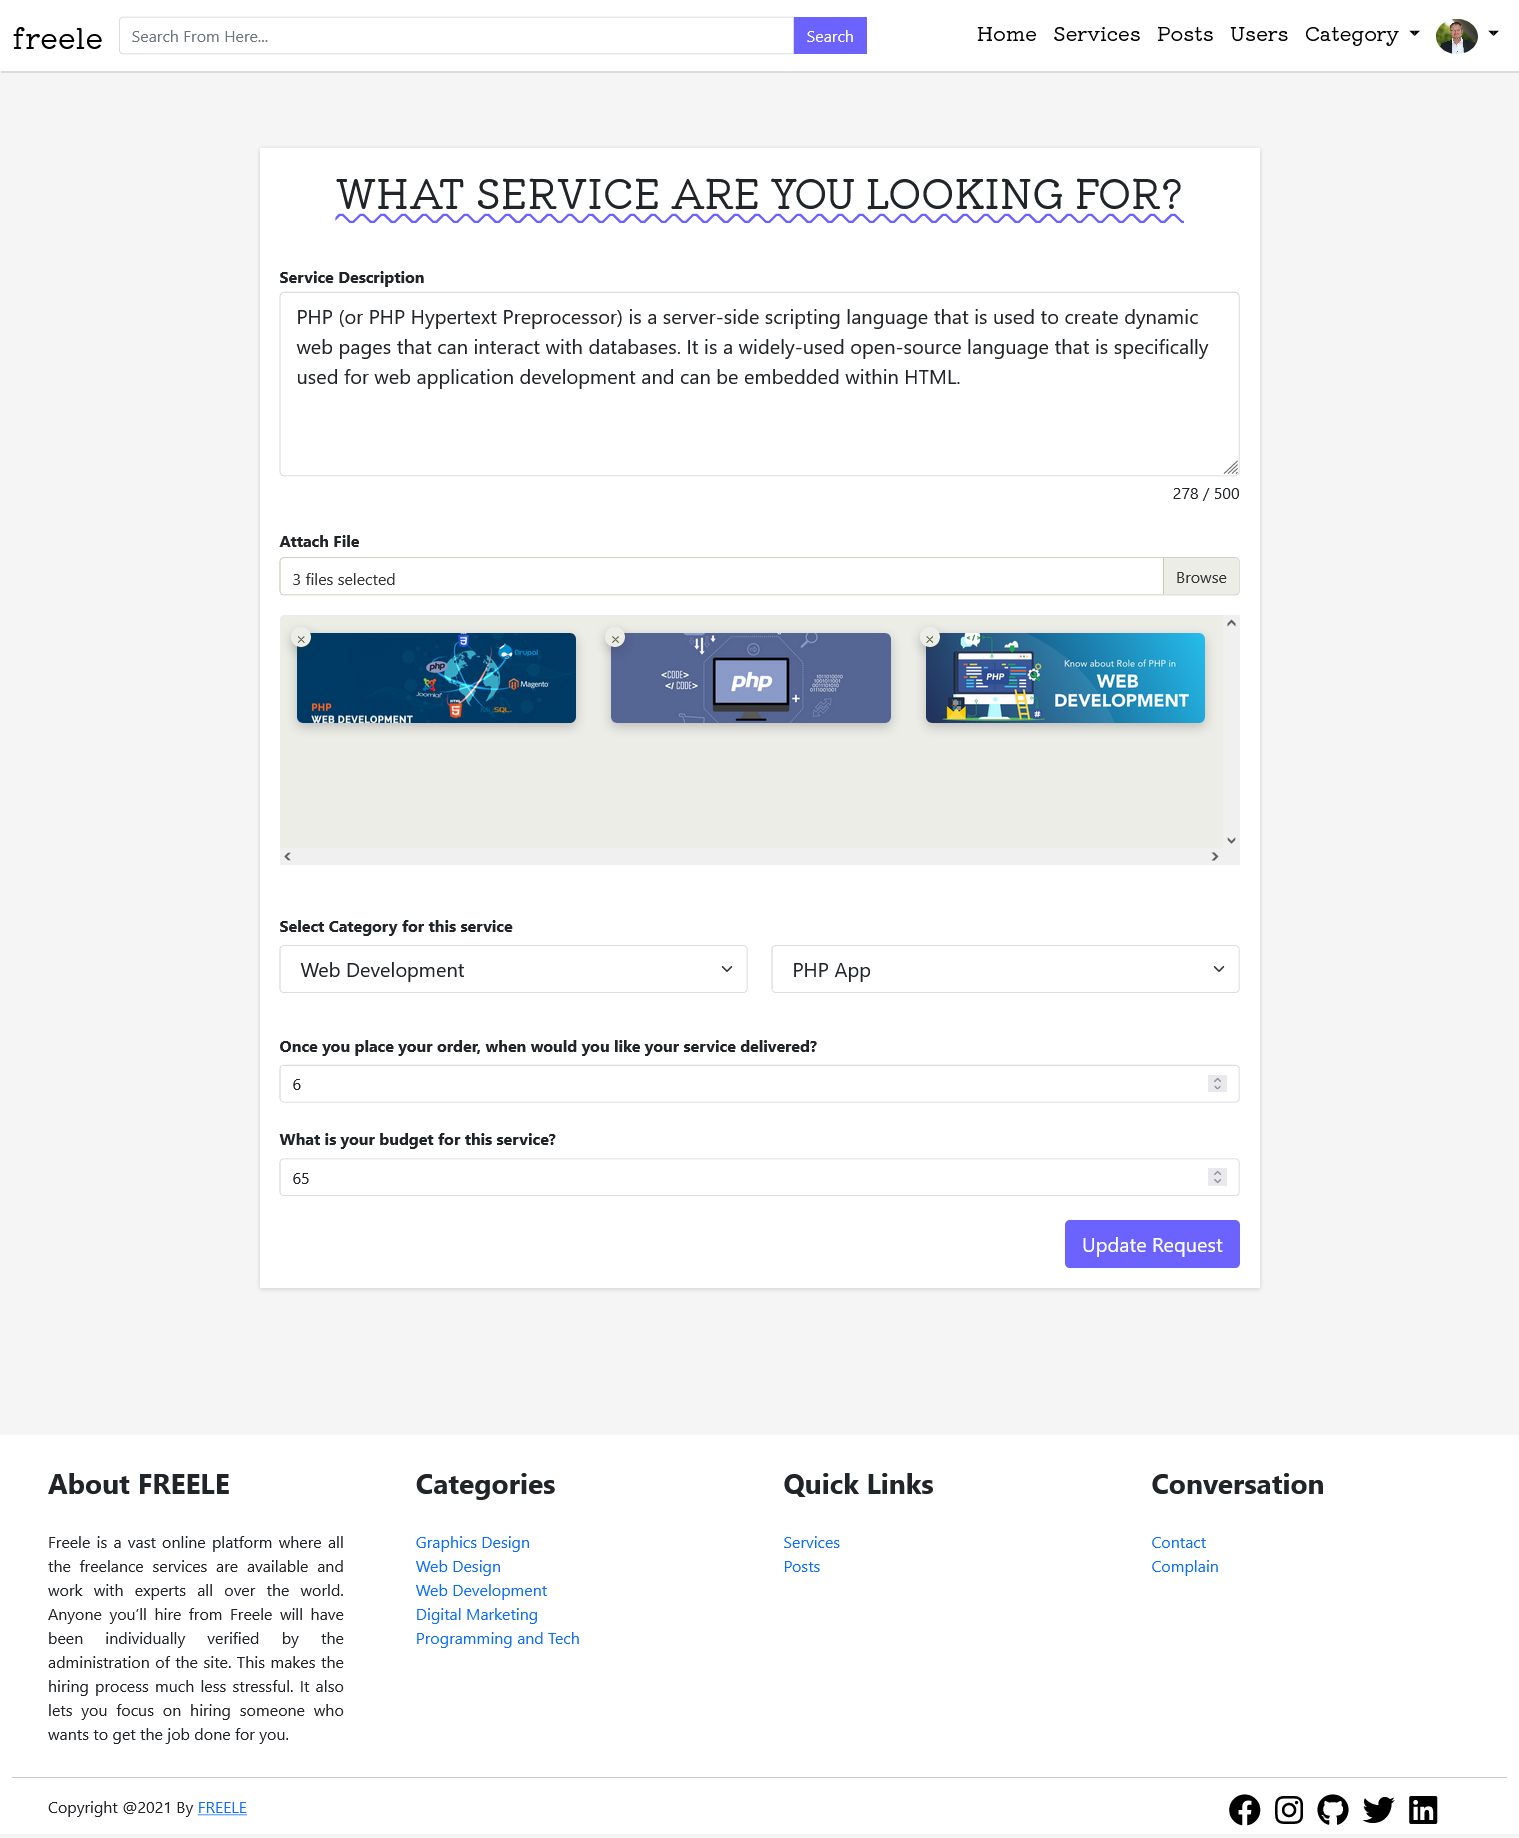 freele
Search From Here...
Search
Home Services Posts Users Category
WHAT SERVICE ARE YOU LOOKING FOR?
Service Description
PHP (or PHP Hypertext Preprocessor) is a server-side scripting language that is used to create dynamic
web pages that can interact with databases. It is a widely-used open-source language that is specifically
used for web application development and can be embedded within HTML.
278 / 500
Attach File
3 files selected
Browse
php
Drupal
Joomla!
Magento
PHP
WEB DEVELOPMENT
<CODE>
</ CODE>
php
</>
PHP
Know about Role of PHP in
WEB
DEVELOPMENT
#
Select Category for this service
Web Development
PHP App
Once you place your order, when would you like your service delivered?
6
What is your budget for this service?
65
Update Request
About FREELE
Freele is a vast online platform where all
the freelance services are available and
work with experts all over the world.
Anyone you'll hire from Freele will have
been individually verified by the
administration of the site. This makes the
hiring process much less stressful. It also
lets you focus on hiring someone who
wants to get the job done for you.
Categories
Graphics Design
Web Design
Web Development
Digital Marketing
Programming and Tech
Quick Links
Services
Posts
Conversation
Contact
Complain
Copyright @2021 By FREELE